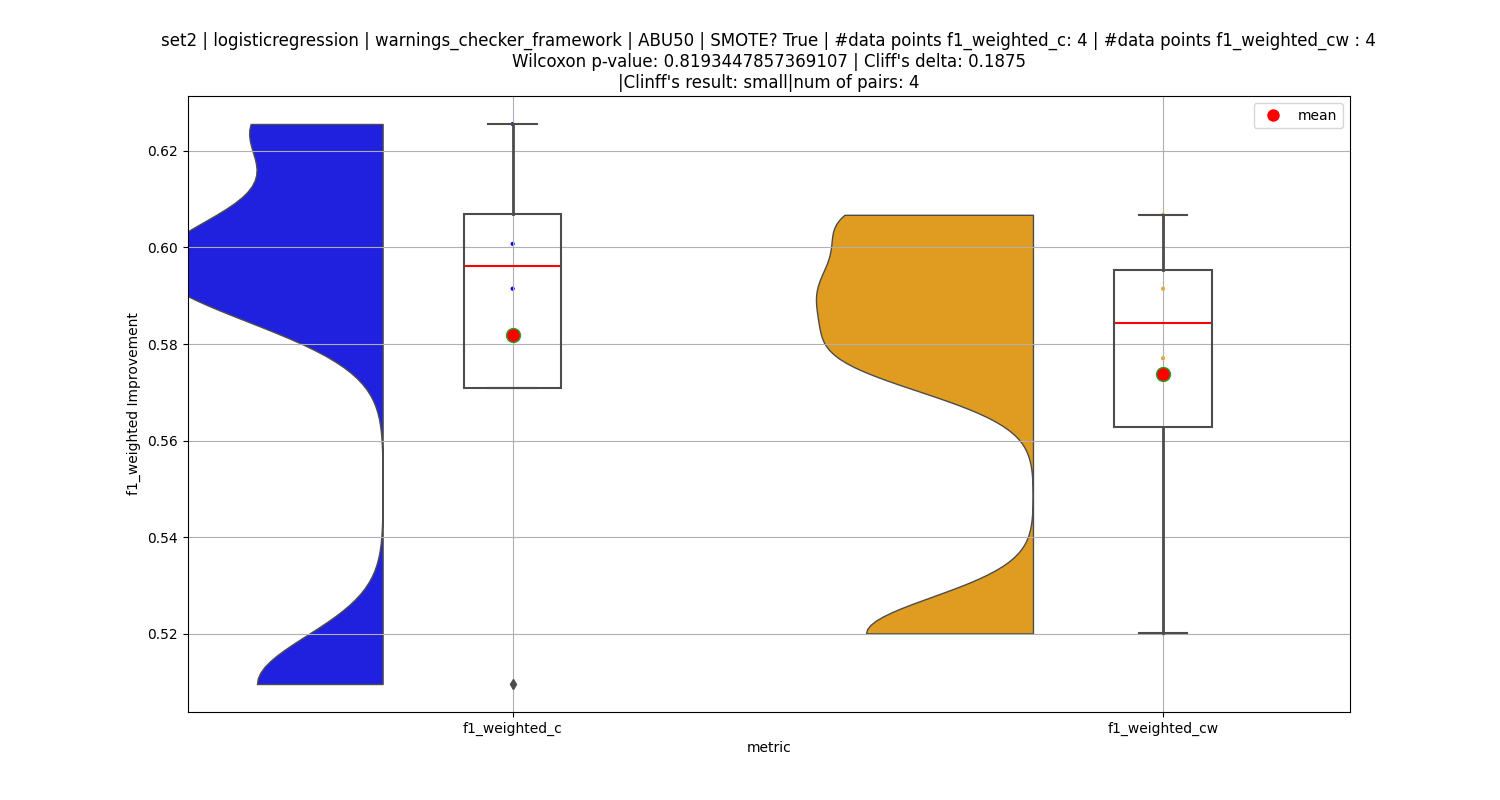 set2 | logisticregression | warnings_checker_framework | ABU50 | SMOTE? True | #data points f1_weighted_c: 4 | #data points f1_weighted_cw : 4
Wilcoxon p-value: 0.8193447857369107 | Cliff's delta: 0.1875
|Clinff's result: small|num of pairs: 4
mean
0.62
0.60
0.58
0.56
0.54
0.52
f1_weighted Improvement
f1_weighted_c
f1_weighted_cw
metric